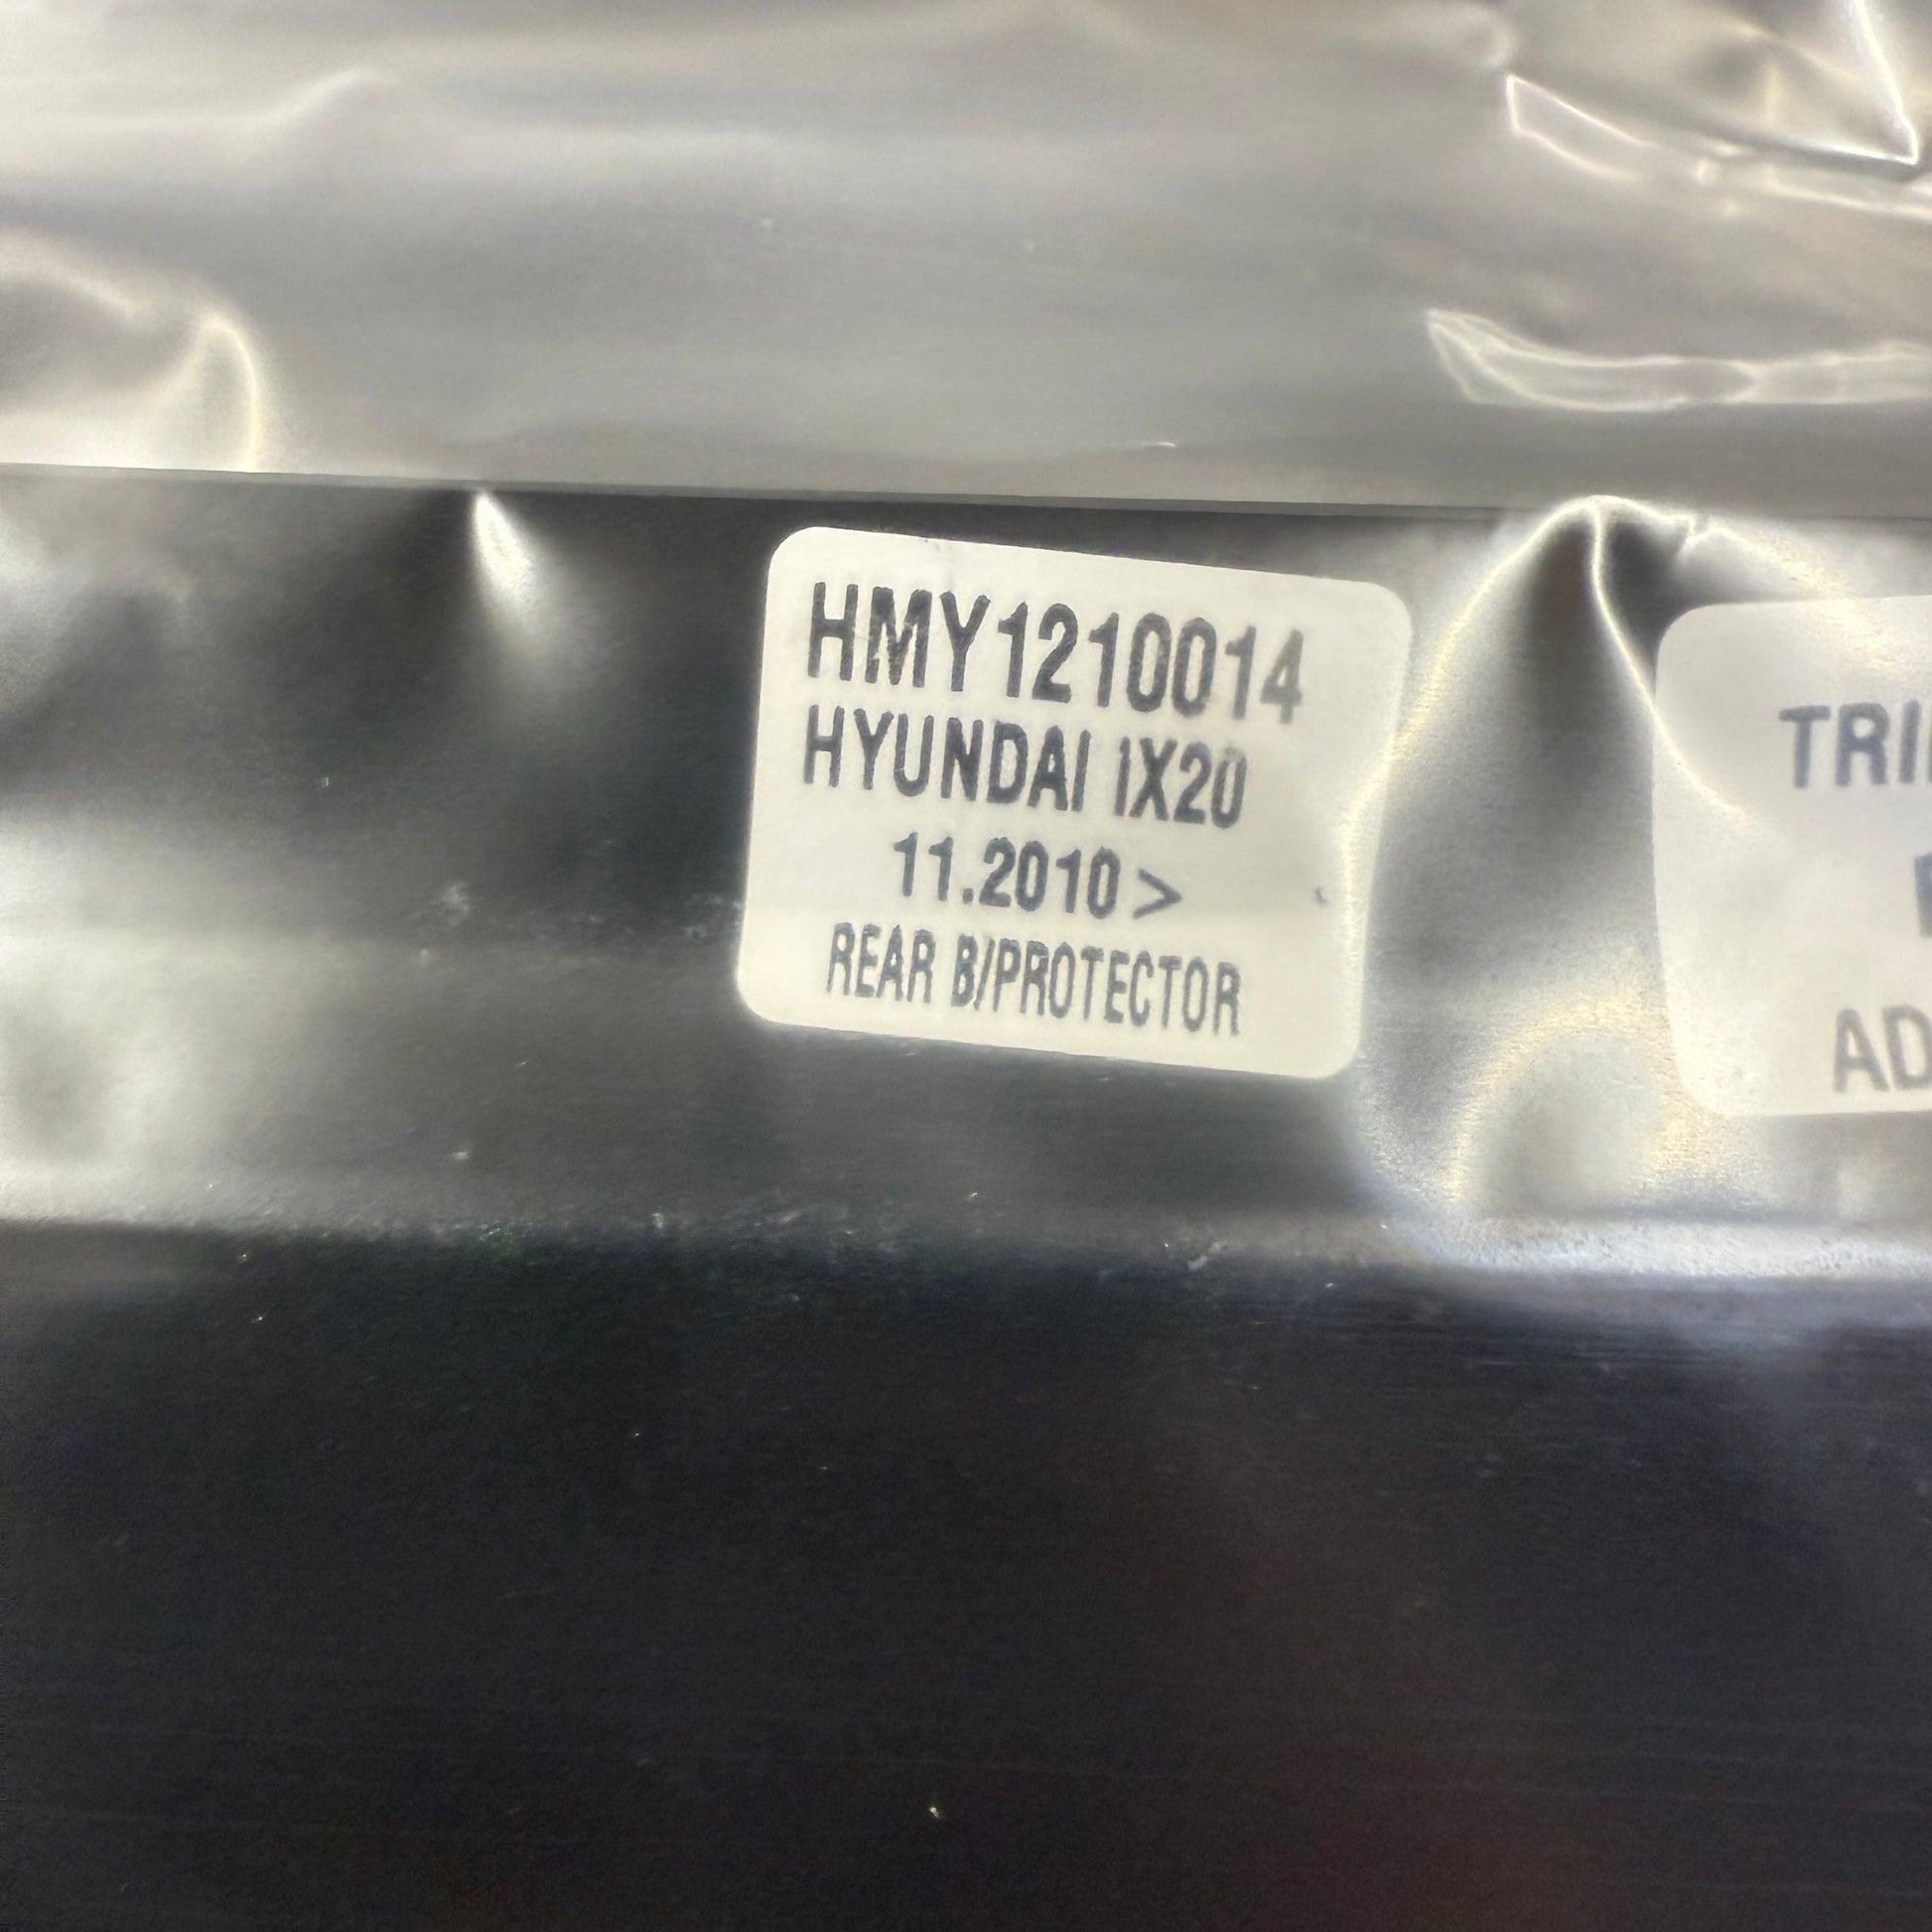 HMY1210014
HYUNDAI IX20
11.2010>
REAR B/PROTECTOR